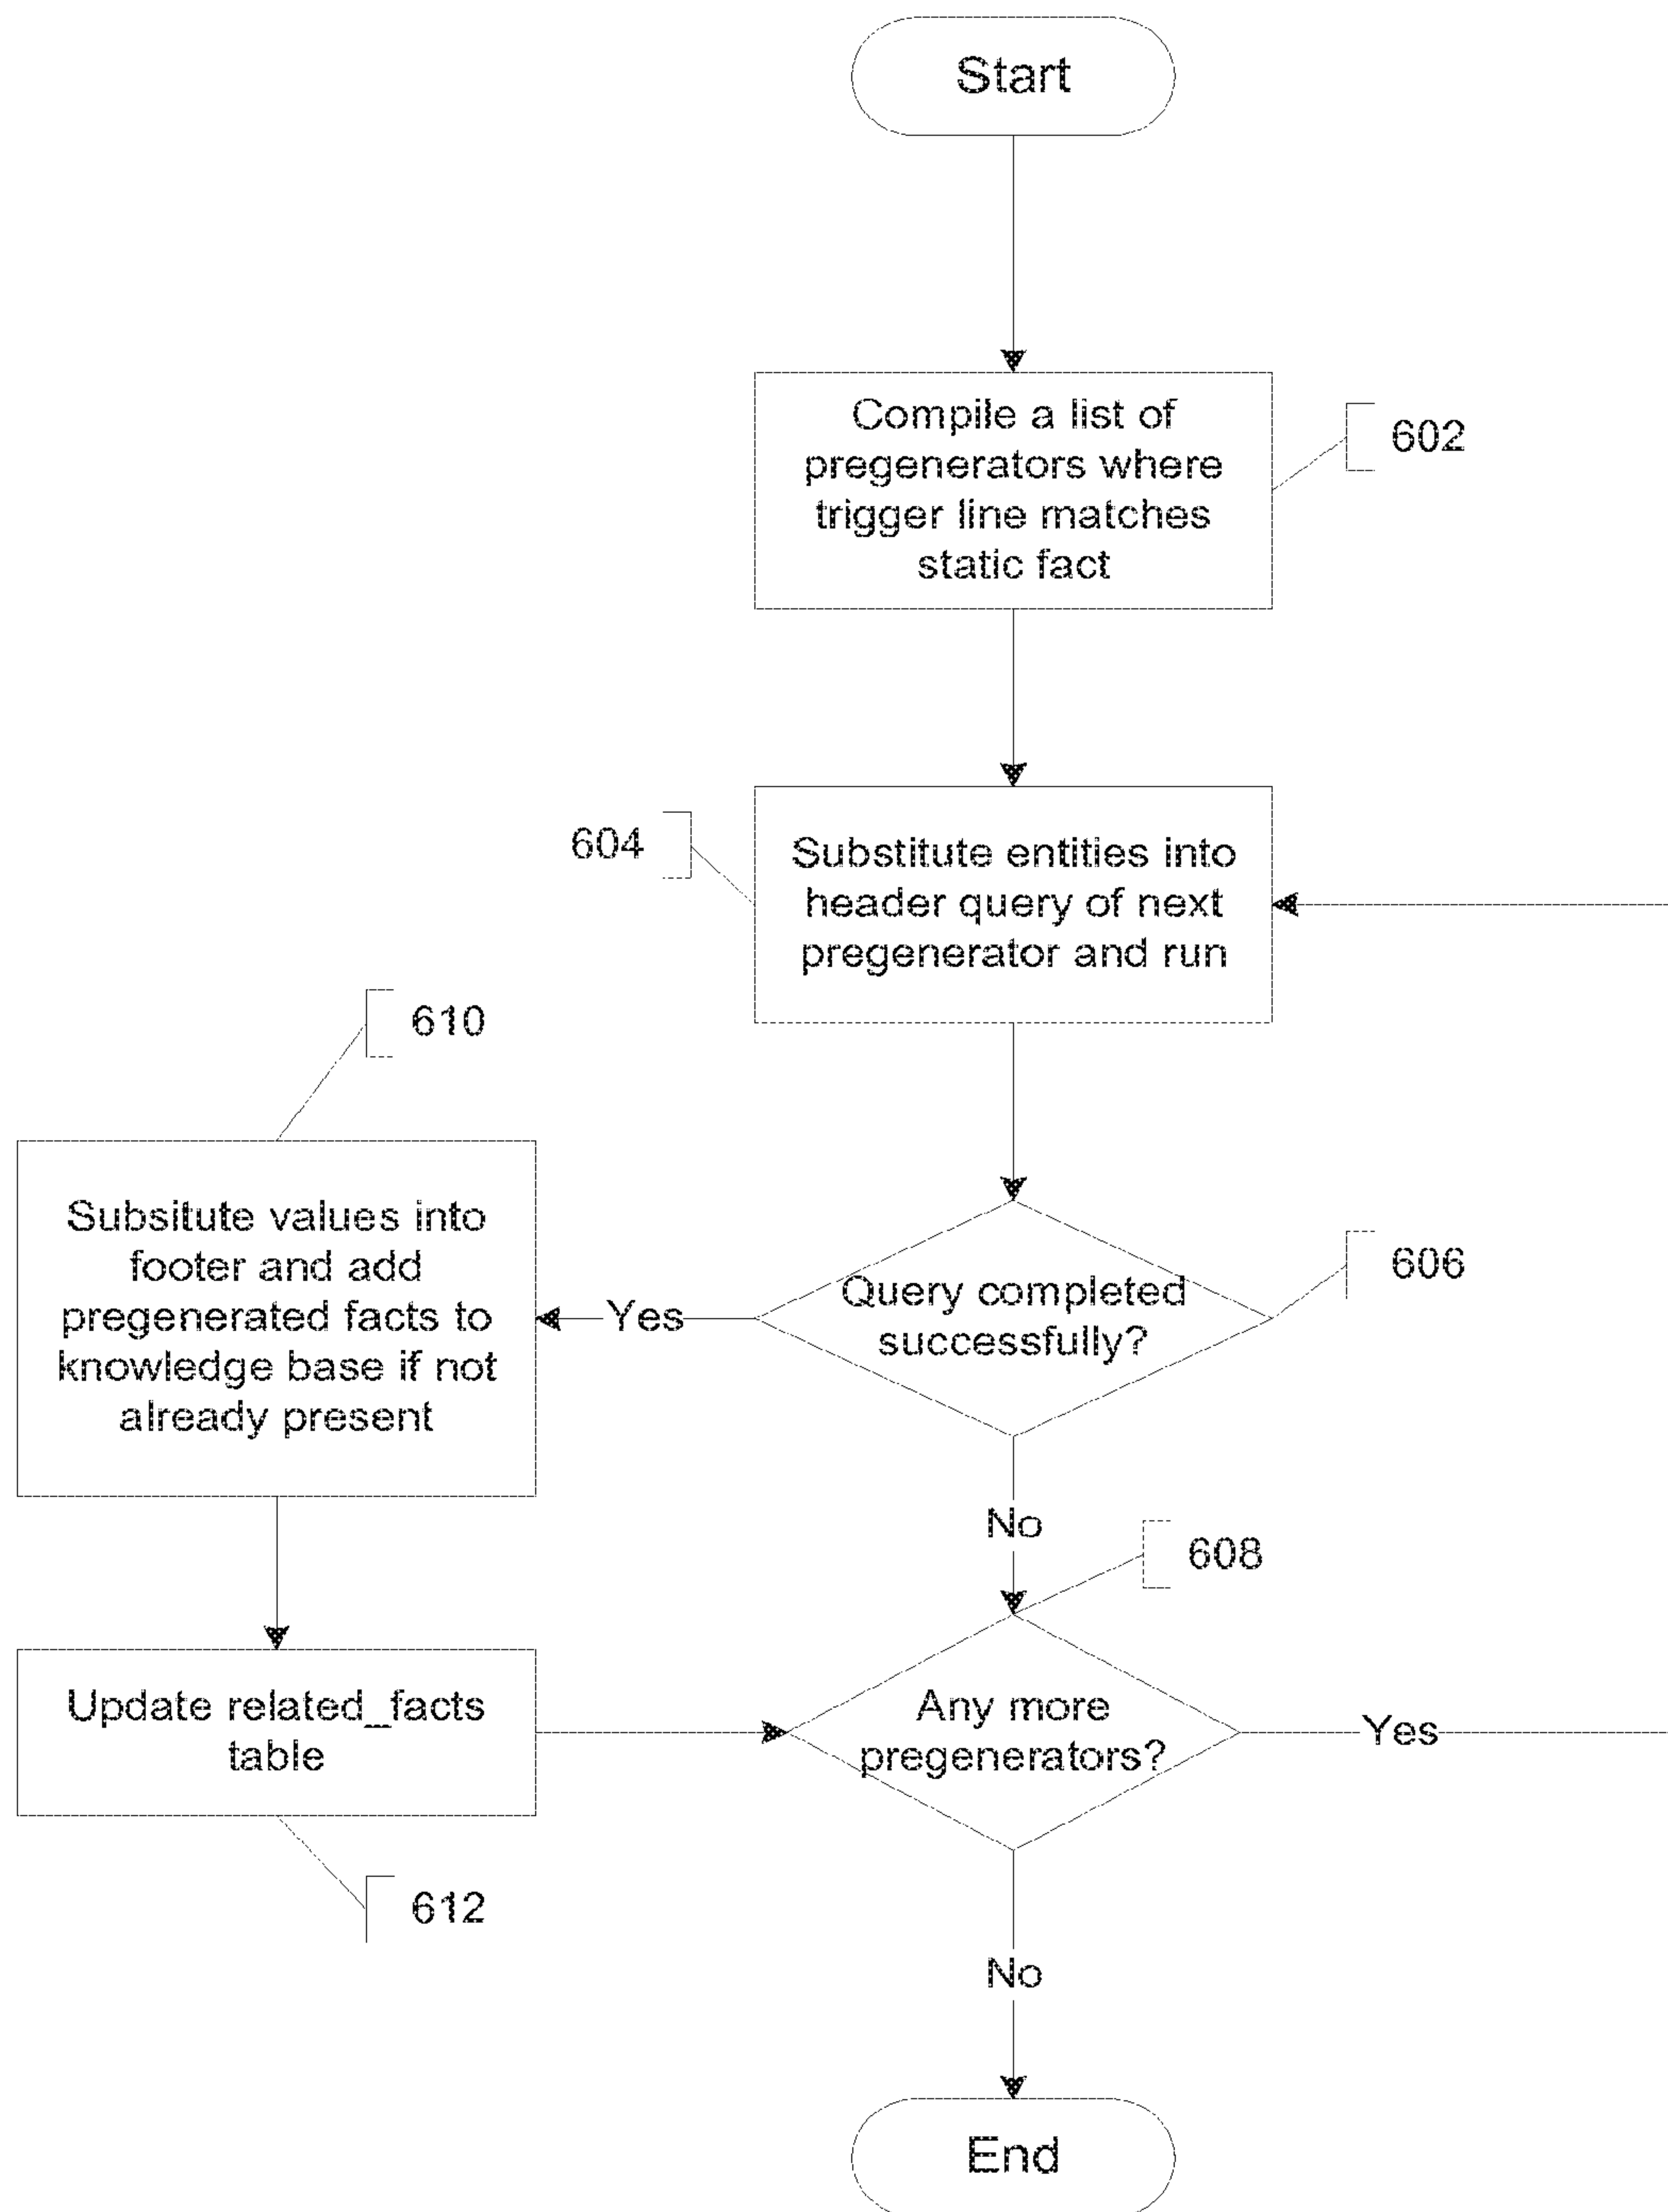 Start
Compile a list of
pregenerators where
trigger line matches
static fact
602
604
Substitute entities into
header query of next
pregenerator and run
610
Subsitute values into
footer and add
pregenerated facts to
knowledge base if not
already present
Yes
Query completed
successfully?
606
No
608
Update related_facts
table
Any more
pregenerators?
Yes
612
No
End